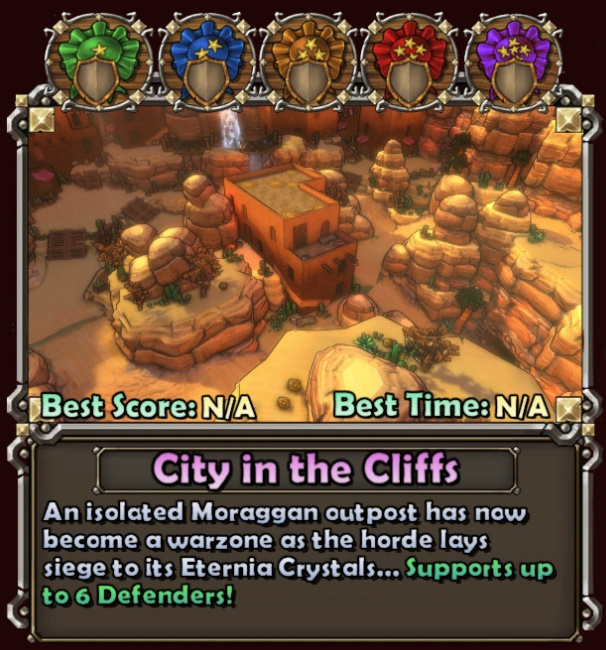 Best Score: N/A
Best Time: N/A
City in the Cliffs
An isolated Moraggan outpost has now
become a warzone as the horde lays
siege to its Eternia Crystals... Supports up
to 6 Defenders!